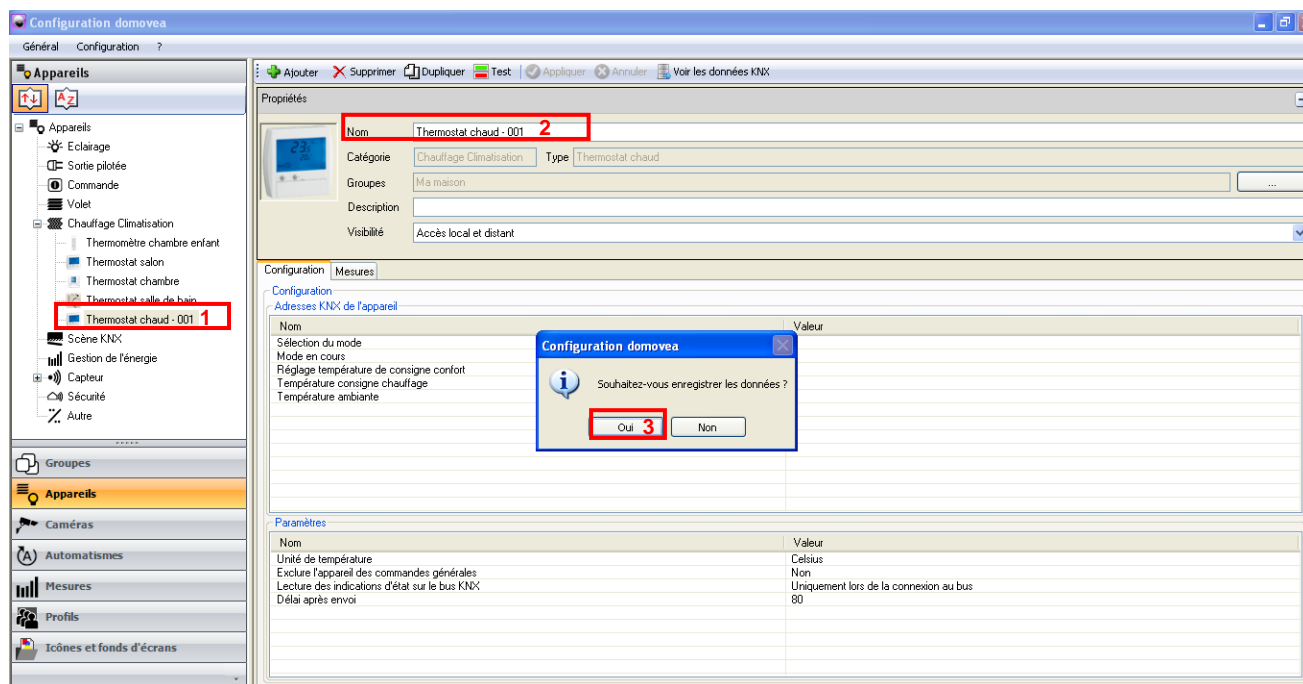 Configuration domovea
Général Configuration ?
Appareils
Ajouter Supprimer Dupliquer Test Appliquer Annuler Voir les données KNX
A Z
Propriétés
Appareils
Eclairage
Sortie pilotée
Commande
Volet
Chauffage Climatisation
Thermomètre chambre enfant
Thermostat salon
Thermostat chambre
Thermostat salle de bain
Thermostat chaud - 001 1
Scène KNX
Gestion de l'énergie
Capteur
Sécurité
Autre
Nom Thermostat chaud - 001 2
Catégorie Chauffage Climatisation Type Thermostat chaud
Groupes Ma maison ...
Description
Visibilité Accès local et distant
Configuration Mesures
Configuration
Adresses KNX de l'appareil
Nom Valeur
Sélection du mode
Mode en cours
Réglage température de consigne confort
Température consigne chauffage
Température ambiante
Configuration domovea
Souhaitez-vous enregistrer les données ?
Oui 3 Non
Groupes
Appareils
Caméras
Automatismes
Mesures
Profils
Icônes et fonds d'écrans
Paramètres
Nom Valeur
Unité de température Celsius
Exclure l'appareil des commandes générales Non
Lecture des indications d'état sur le bus KNX Uniquement lors de la connexion au bus
Délai après envoi 80